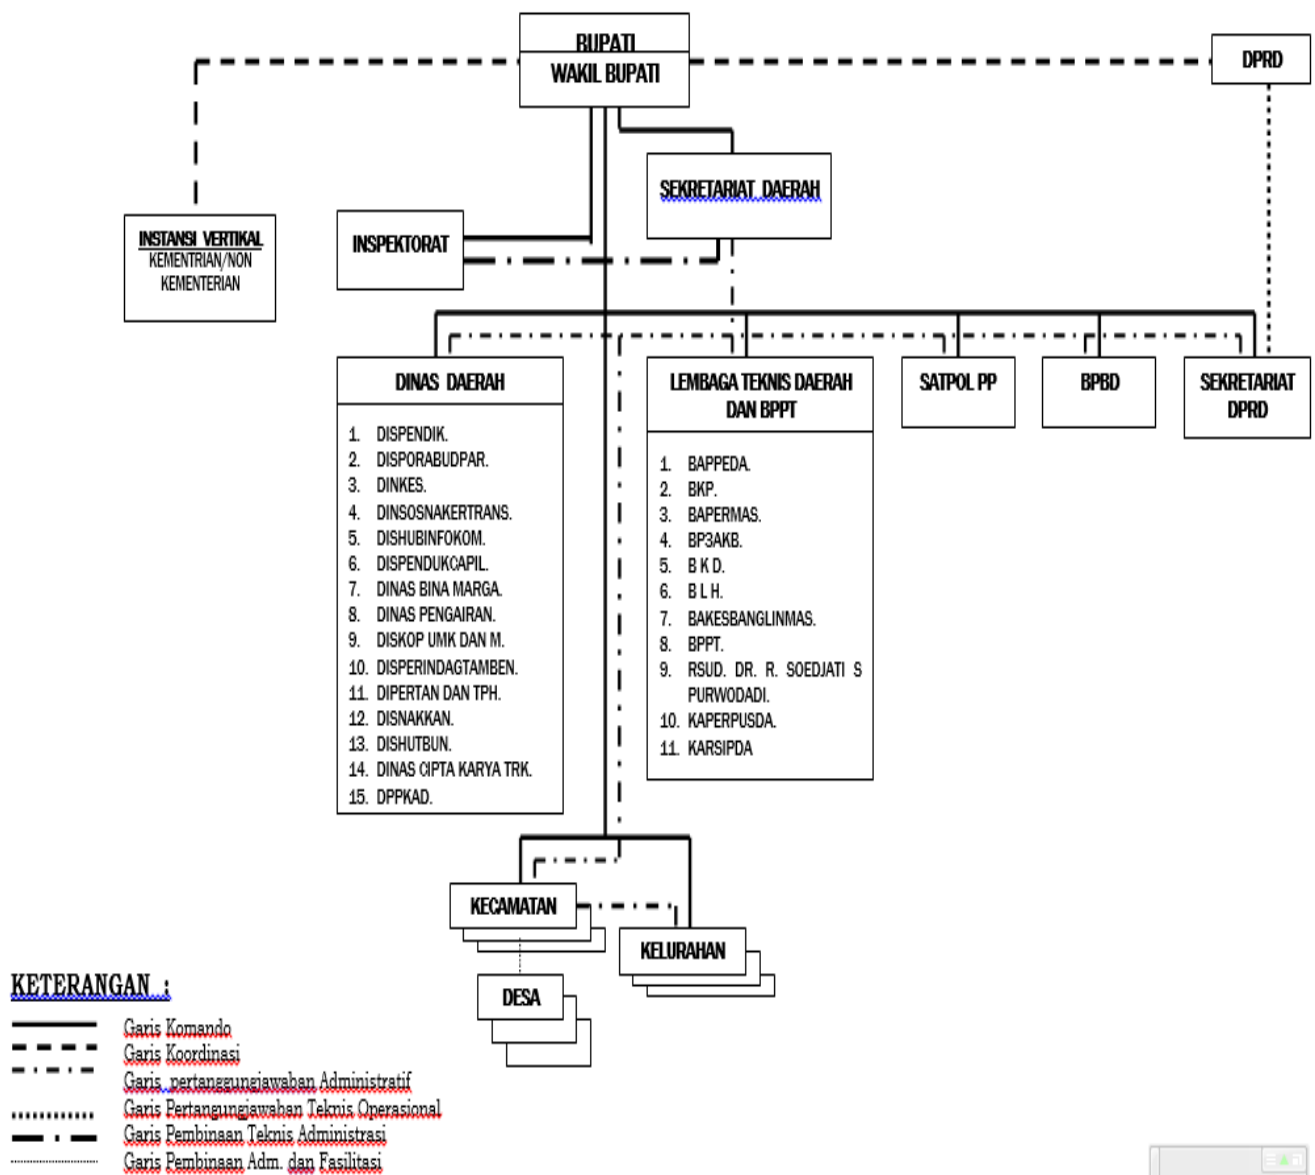 BUPATI
WAKIL BUPATI
DPRD
SEKRETARIAT DAERAH
INSTANSI VERTIKAL
KEMENTRIAN/NON
KEMENTERIAN
INSPEKTORAT
DINAS DAERAH
1. DISPENDIK.
2. DISPORABUDPAR.
3. DINKES.
4. DINSOSNAKERTRANS.
5. DISHUBINFOKOM.
6. DISPENDUKCAPIL.
7. DINAS BINA MARGA.
8. DINAS PENGAIRAN.
9. DISKOP UMK DAN M.
10. DISPERINDAGTAMBEN.
11. DIPERTAN DAN TPH.
12. DISNAKKAN.
13. DISHUTBUN.
14. DINAS CIPTA KARYA TRK.
15. DPPKAD.
LEMBAGA TEKNIS DAERAH
DAN BPPT
1. BAPPEDA.
2. BKP.
3. BAPERMAS.
4. BP3AKB.
5. B K D.
6. B L H.
7. BAKESBANGLINMAS.
8. BPPT.
9. RSUD. DR. R. SOEDJATI S
PURWODADI.
10. KAPERPUSDA.
11. KARSIPDA
SATPOL PP
BPBD
SEKRETARIAT
DPRD
KECAMATAN
KELURAHAN
DESA
KETERANGAN :
Garis Komando
Garis Koordinasi
Garis pertanggungjawaban Administratif
Garis Pertangungjawaban Teknis Operasional
Garis Pembinaan Teknis Administrasi
Garis Pembinaan Adm. dan Fasilitasi